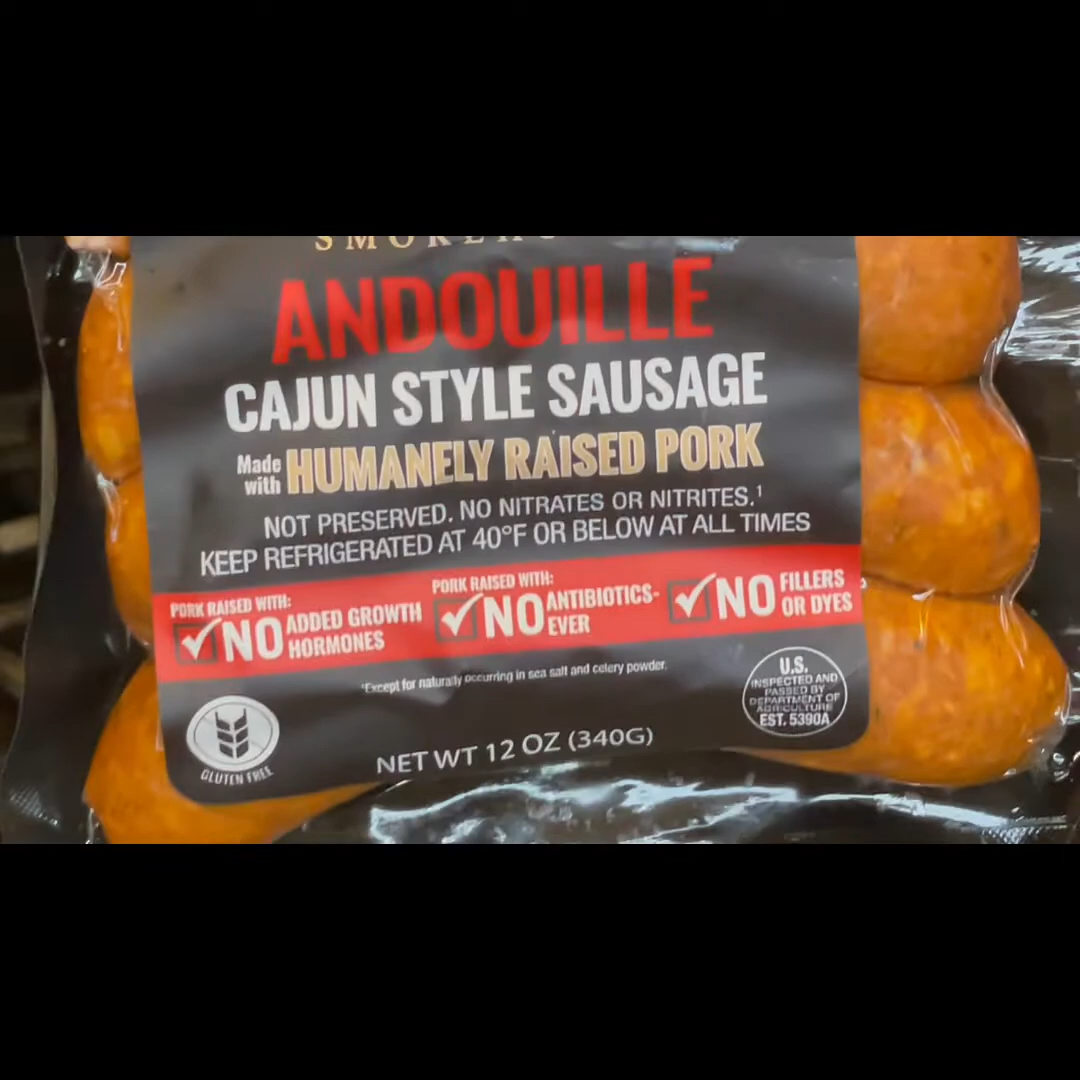 ANDOUILLE
CAJUN STYLE SAUSAGE
Made with HUMANELY RAISED PORK
NOT PRESERVED. NO NITRATES OR NITRITES.¹
KEEP REFRIGERATED AT 40°F OR BELOW AT ALL TIMES
PORK RAISED WITH:
NO ADDED GROWTH HORMONES
PORK RAISED WITH:
NO ANTIBIOTICS-EVER
NO FILLERS OR DYES
¹Except for naturally occurring in sea salt and celery powder.
U.S.
INSPECTED AND
PASSED BY
DEPARTMENT OF
AGRICULTURE
EST. 5390A
GLUTEN FREE
NET WT 12 OZ (340G)